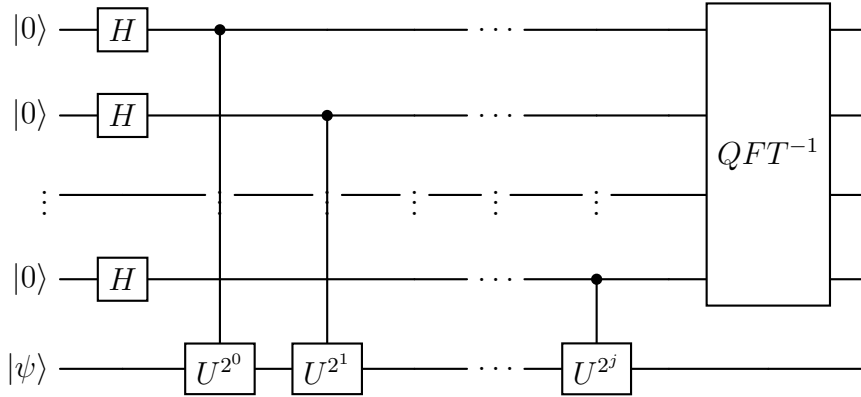 |0⟩ H ⋯ QFT⁻¹
|0⟩ H ⋯
⋮ ⋮ ⋮ ⋮ ⋮ ⋮
|0⟩ H ⋯
|ψ⟩ U^{2^0} U^{2^1} ⋯ U^{2^j}